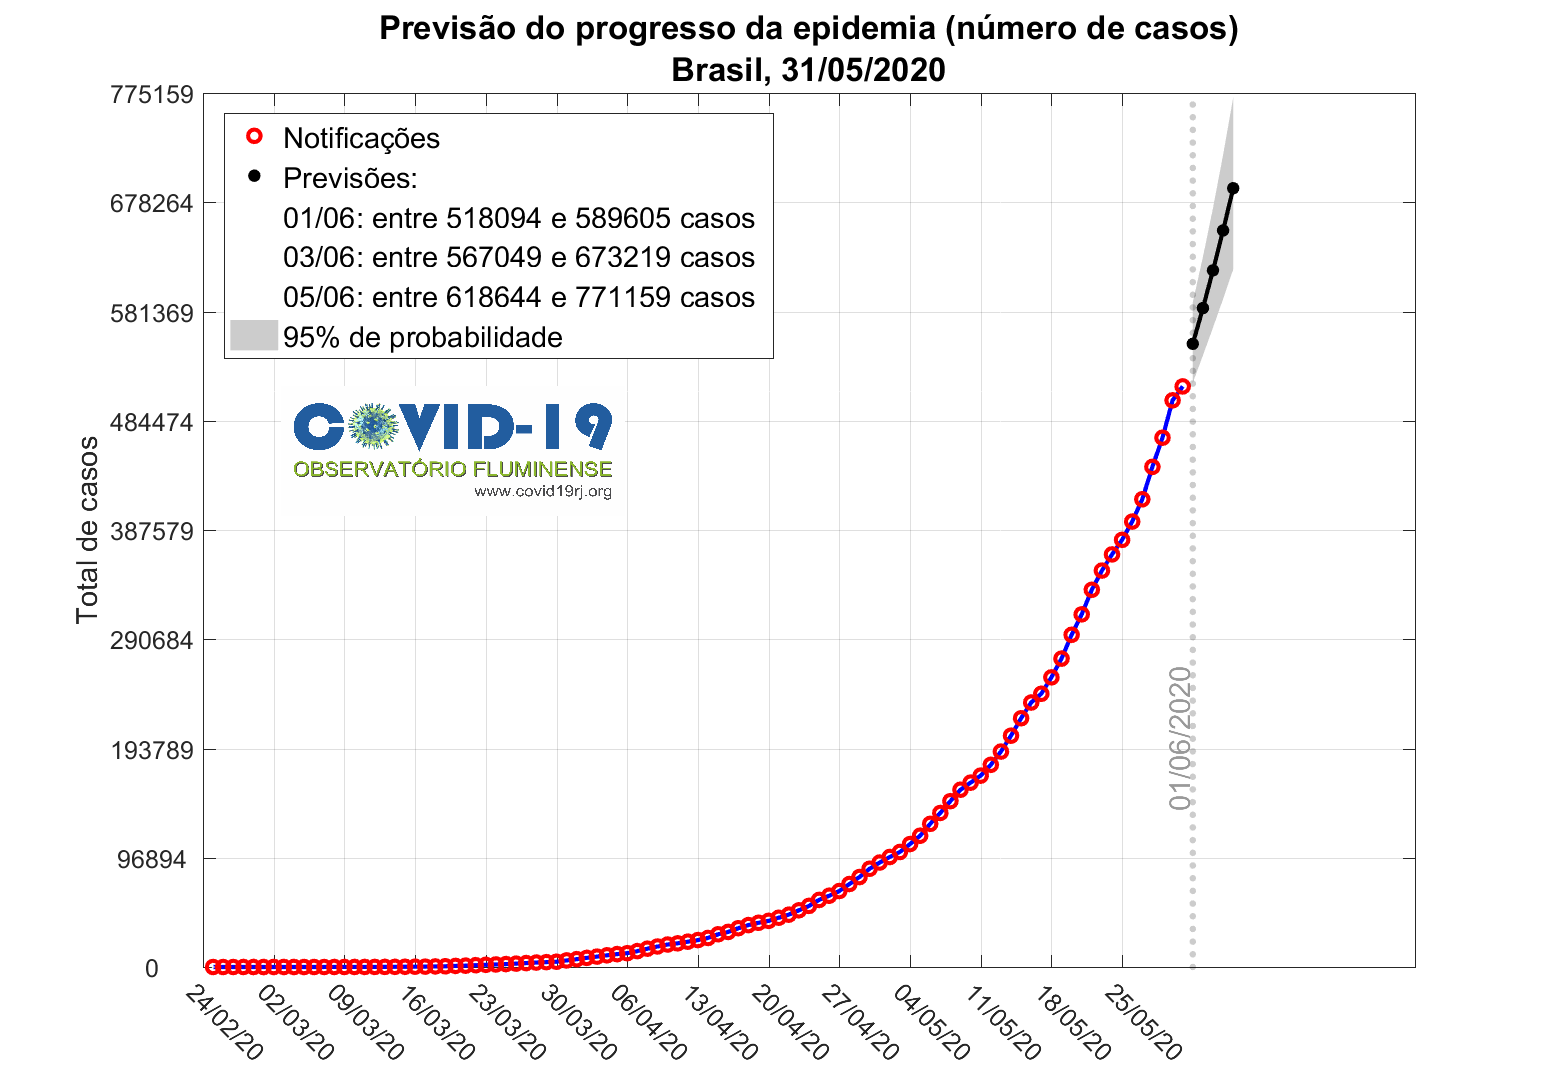 Previsão do progresso da epidemia (número de casos)
Brasil, 31/05/2020
775159
678264
581369
484474
387579
290684
193789
96894
0
Total de casos
Notificações
Previsões:
01/06: entre 518094 e 589605 casos
03/06: entre 567049 e 673219 casos
05/06: entre 618644 e 771159 casos
95% de probabilidade
COVID-19
OBSERVATÓRIO FLUMINENSE
www.covid19rj.org
01/06/2020
24/02/20
02/03/20
09/03/20
16/03/20
23/03/20
30/03/20
06/04/20
13/04/20
20/04/20
27/04/20
04/05/20
11/05/20
18/05/20
25/05/20